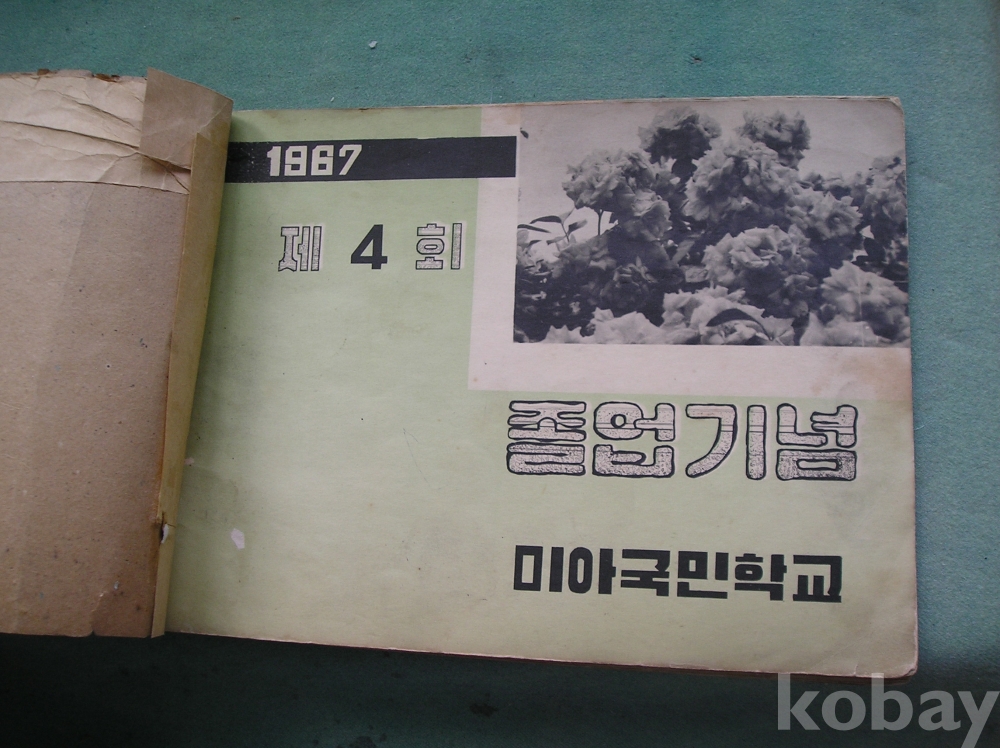 1967
제 4 회
졸업기념
미아국민학교
kobay